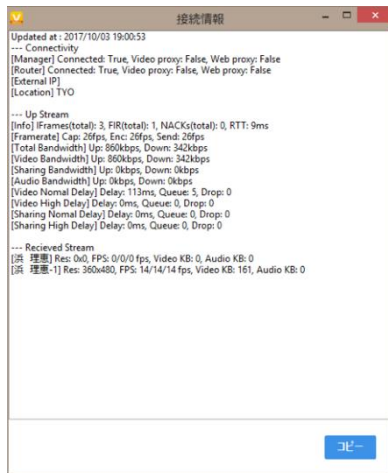 接続情報
Updated at : 2017/10/03 19:00:53
--- Connectivity
[Manager] Connected: True, Video proxy: False, Web proxy: False
[Router] Connected: True, Video proxy: False, Web proxy: False
[External IP]
[Location] TYO
--- Up Stream
[Info] IFrames(total): 3, FIR(total): 1, NACKs(total): 0, RTT: 9ms
[Framerate] Cap: 26fps, Enc: 26fps, Send: 26fps
[Total Bandwidth] Up: 860kbps, Down: 342kbps
[Video Bandwidth] Up: 860kbps, Down: 342kbps
[Sharing Bandwidth] Up: 0kbps, Down: 0kbps
[Audio Bandwidth] Up: 0kbps, Down: 0kbps
[Video Nomal Delay] Delay: 113ms, Queue: 5, Drop: 0
[Video High Delay] Delay: 0ms, Queue: 0, Drop: 0
[Sharing Nomal Delay] Delay: 0ms, Queue: 0, Drop: 0
[Sharing High Delay] Delay: 0ms, Queue: 0, Drop: 0
--- Recieved Stream
[浜 理恵] Res: 0x0, FPS: 0/0/0 fps, Video KB: 0, Audio KB: 0
[浜 理恵-1] Res: 360x480, FPS: 14/14/14 fps, Video KB: 161, Audio KB: 0
コピー